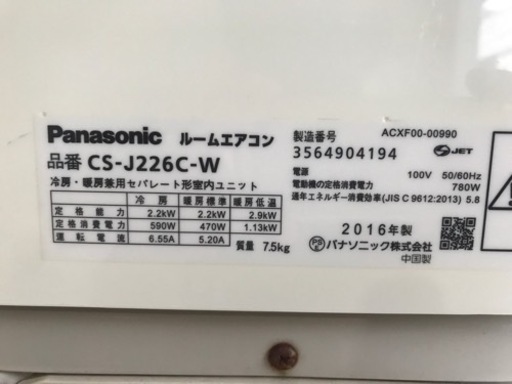 Panasonic ルームエアコン
品番 CS-J226C-W
冷房・暖房兼用セパレート形室内ユニット
冷房 暖房標準 暖房低温
定格能力 2.2kW 2.2kW 2.9kW
定格消費電力 590W 470W 1.13kW
運転電流 6.55A 5.20A
質量 7.5kg
ACXF00-00990
製造番号
3564904194
JET
電源 100V 50/60Hz
電動機の定格消費電力 780W
通年エネルギー消費効率(JIS C 9612:2013) 5.8
2016年製
PSE パナソニック株式会社
中国製